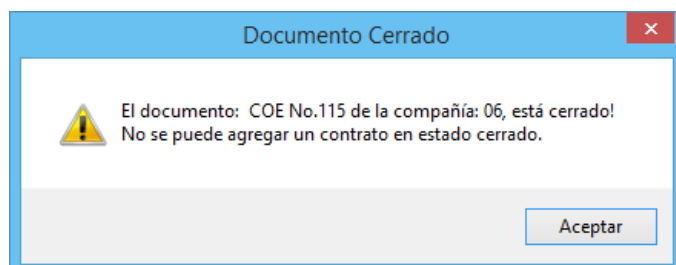 Documento Cerrado
El documento:  COE No.115 de la compañía: 06, está cerrado!
No se puede agregar un contrato en estado cerrado.
Aceptar